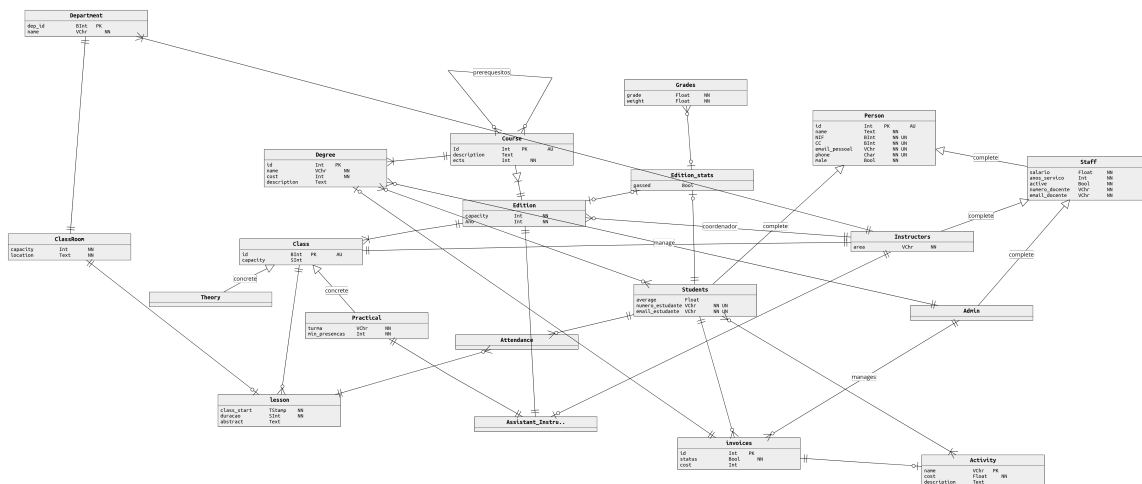 Department
dep_id BInt PK
name VChr NN
prerequesitos
Grades
grade Float NN
weight Float NN
Person
id Int PK AU
name Text NN
NIF BInt NN UN
CC BInt NN UN
email_pessoal VChr NN UN
phone Char NN UN
male Bool NN
Course
Id Int PK AU
description Text
ects Int NN
Degree
id Int PK
name VChr NN
cost Int NN
description Text
complete
Staff
salario Float NN
anos_servico Int NN
active Bool NN
numero_docente VChr NN
email_docente VChr NN
Edition_stats
passed Bool
Edition
capacity Int NN
Ano Int NN
complete
coordenador
complete
ClassRoom
capacity Int NN
location Text NN
Class
id BInt PK AU
capacity SInt
manage
Instructors
area VChr NN
complete
concrete
concrete
Theory
Students
average Float
numero_estudante VChr NN UN
email_estudante VChr NN UN
Admin
Practical
turma VChr NN
min_presencas Int NN
Attendance
manages
lesson
class_start TStamp NN
duracao SInt NN
abstract Text
Assistant_Instru..
invoices
id Int PK
status Bool NN
cost Int
Activity
name VChr PK
cost Float NN
description Text